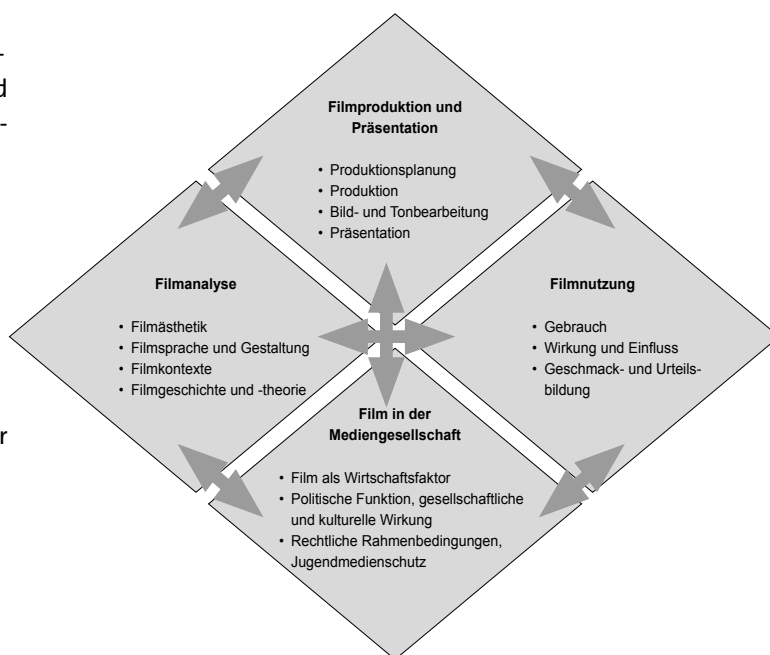 -
d
-
Filmproduktion und
Präsentation
• Produktionsplanung
• Produktion
• Bild- und Tonbearbeitung
• Präsentation
Filmanalyse
• Filmästhetik
• Filmsprache und Gestaltung
• Filmkontexte
• Filmgeschichte und -theorie
Filmnutzung
• Gebrauch
• Wirkung und Einfluss
• Geschmack- und Urteils-
bildung
r
Film in der
Mediengesellschaft
• Film als Wirtschaftsfaktor
• Politische Funktion, gesellschaftliche
und kulturelle Wirkung
• Rechtliche Rahmenbedingungen,
Jugendmedienschutz